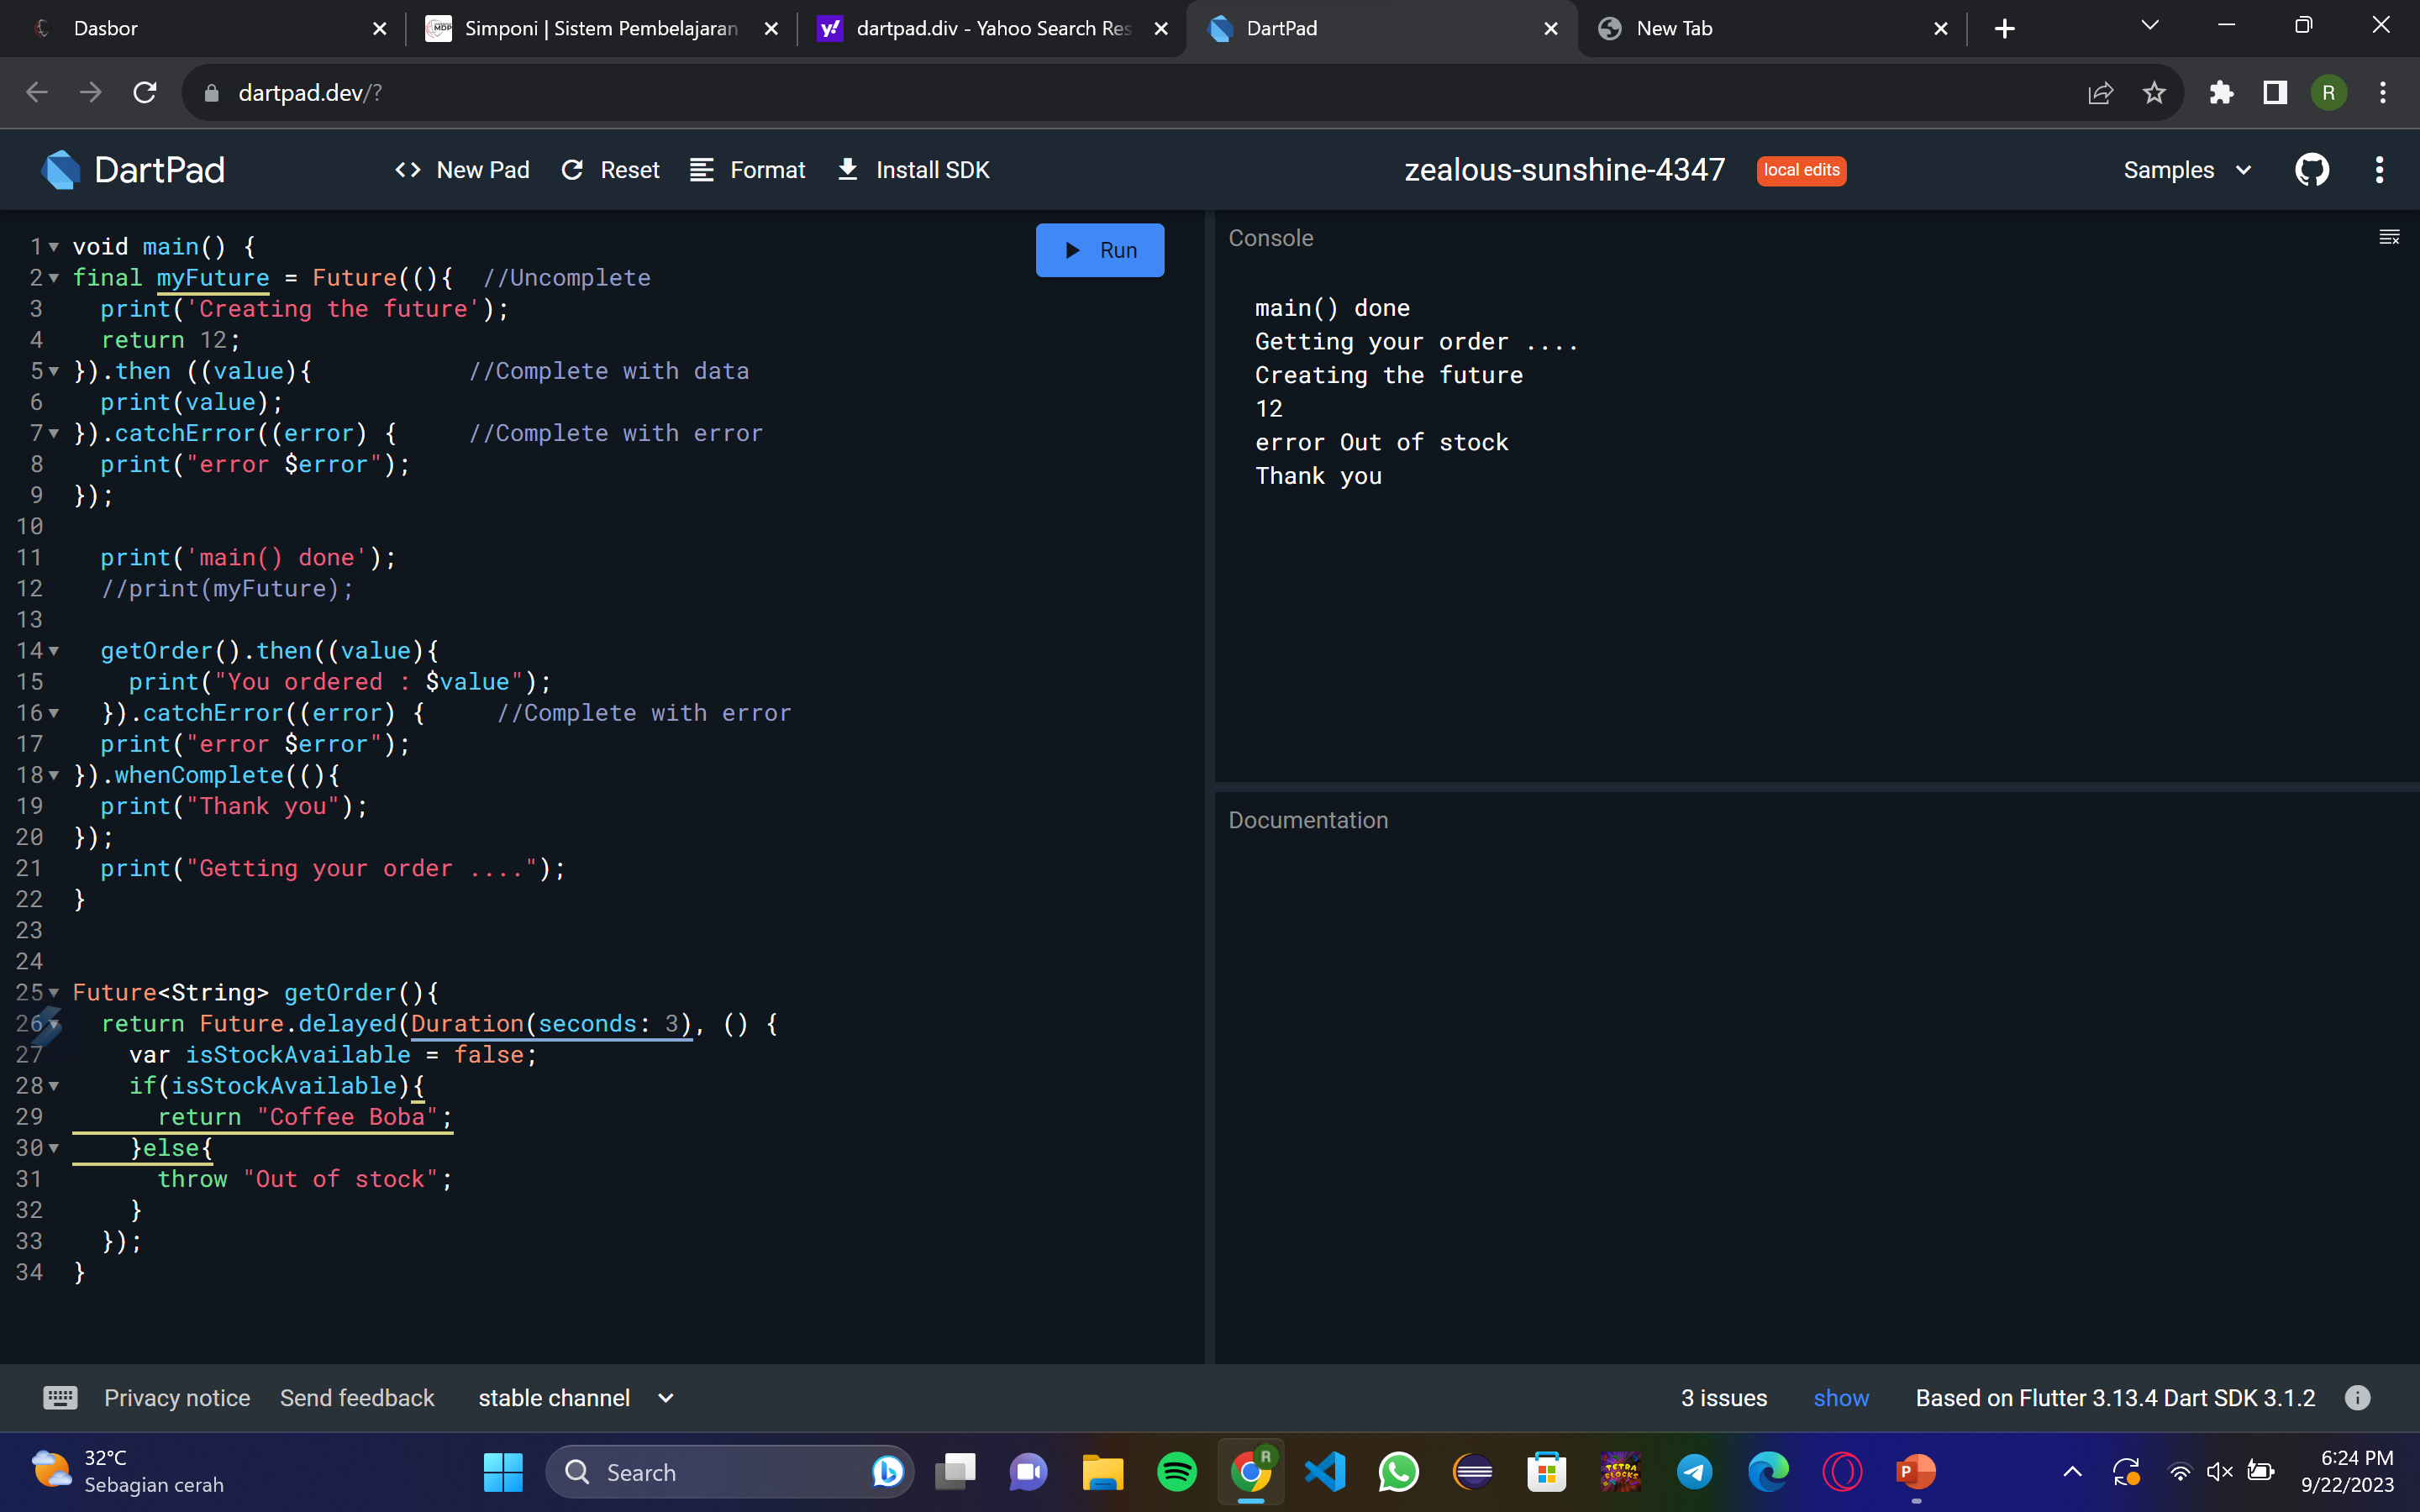 Dasbor
Simponi | Sistem Pembelajaran
dartpad.div - Yahoo Search Res
DartPad
New Tab
dartpad.dev/?
R
DartPad
<> New Pad
Reset
Format
Install SDK
zealous-sunshine-4347
local edits
Samples
Run
1 void main() {
2 final myFuture = Future((){  //Uncomplete
3   print('Creating the future');
4   return 12;
5 }).then ((value){           //Complete with data
6   print(value);
7 }).catchError((error) {     //Complete with error
8   print("error $error");
9 });
10
11   print('main() done');
12   //print(myFuture);
13
14   getOrder().then((value){
15     print("You ordered : $value");
16   }).catchError((error) {     //Complete with error
17   print("error $error");
18 }).whenComplete((){
19   print("Thank you");
20 });
21   print("Getting your order ....");
22 }
23
24
25 Future<String> getOrder(){
26   return Future.delayed(Duration(seconds: 3), () {
27     var isStockAvailable = false;
28     if(isStockAvailable){
29       return "Coffee Boba";
30     }else{
31       throw "Out of stock";
32     }
33   });
34 }
Console
main() done
Getting your order ....
Creating the future
12
error Out of stock
Thank you
Documentation
Privacy notice
Send feedback
stable channel
3 issues
show
Based on Flutter 3.13.4 Dart SDK 3.1.2
32°C
Sebagian cerah
Search
R
TETRA BLOCKS
P
6:24 PM
9/22/2023